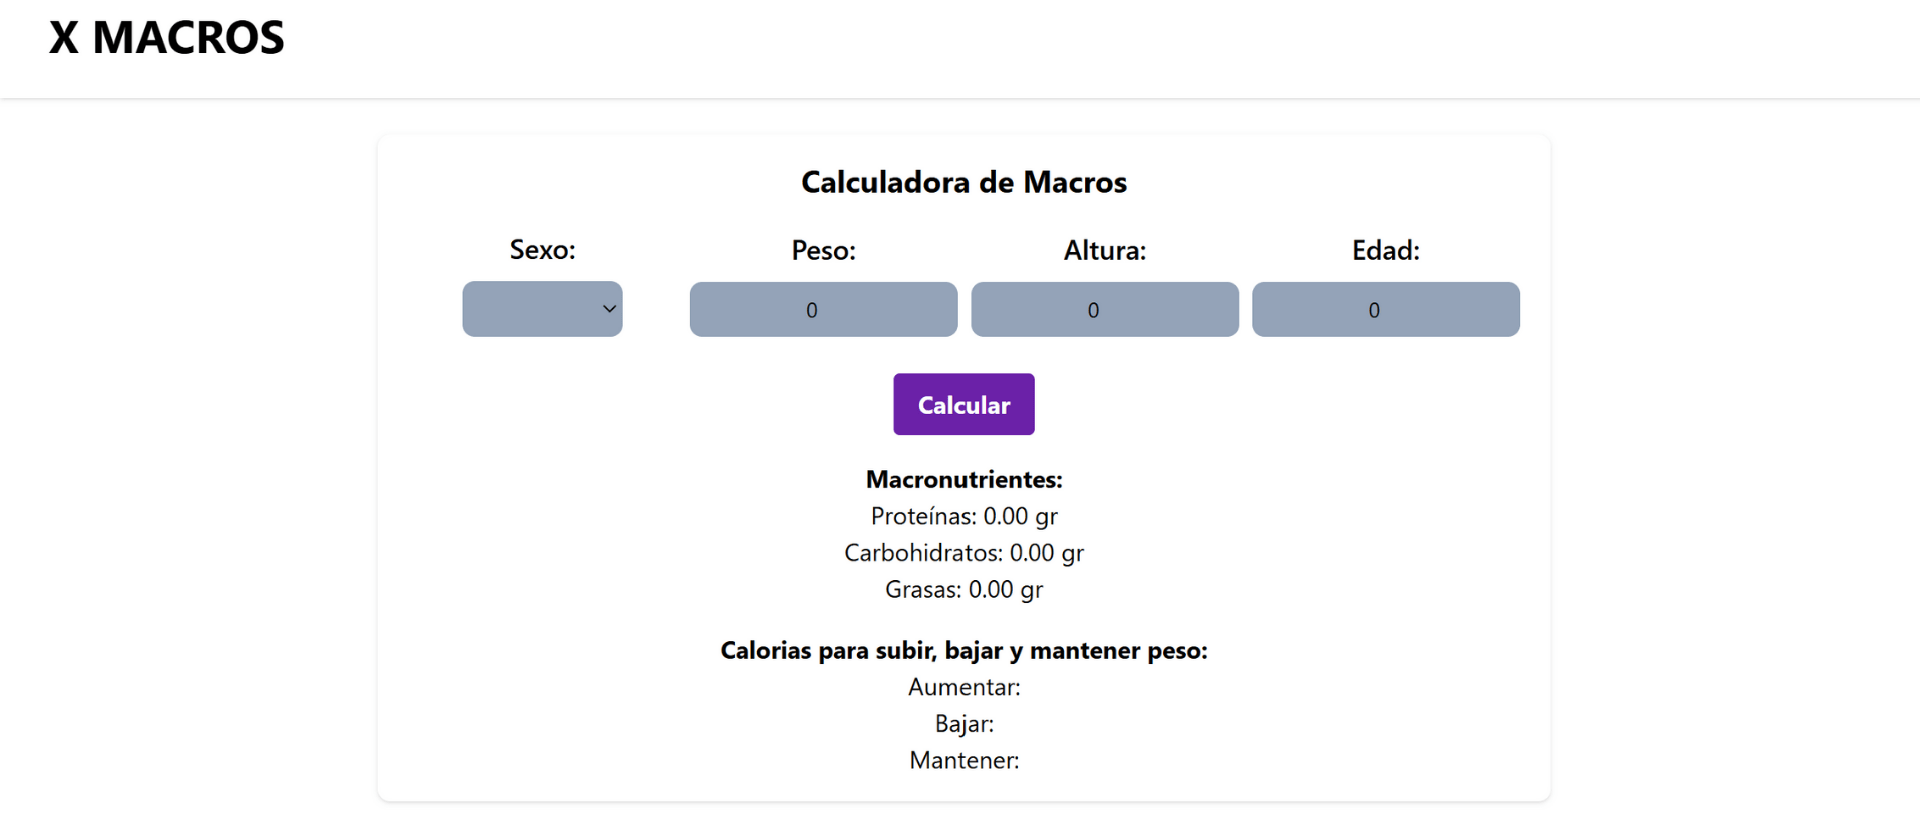 X MACROS
Calculadora de Macros
Sexo: Peso: Altura: Edad:
0 0 0
Calcular
Macronutrientes:
Proteínas: 0.00 gr
Carbohidratos: 0.00 gr
Grasas: 0.00 gr
Calorias para subir, bajar y mantener peso:
Aumentar:
Bajar:
Mantener: